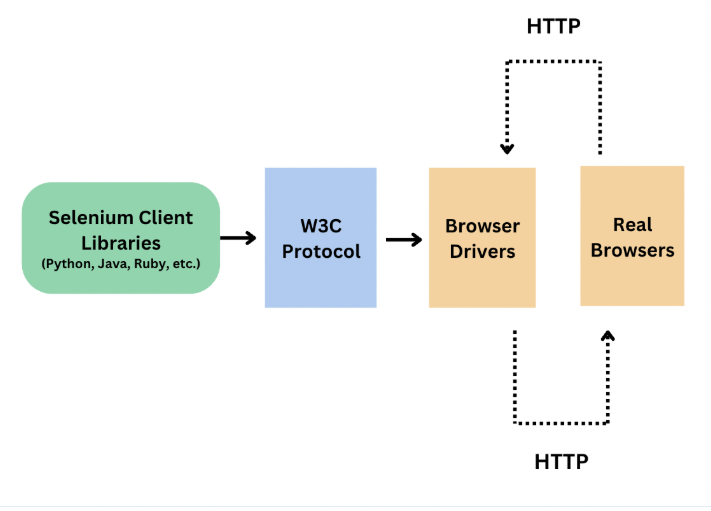 HTTP
Selenium Client
Libraries
(Python, Java, Ruby, etc.)
W3C
Protocol
Browser
Drivers
Real
Browsers
HTTP